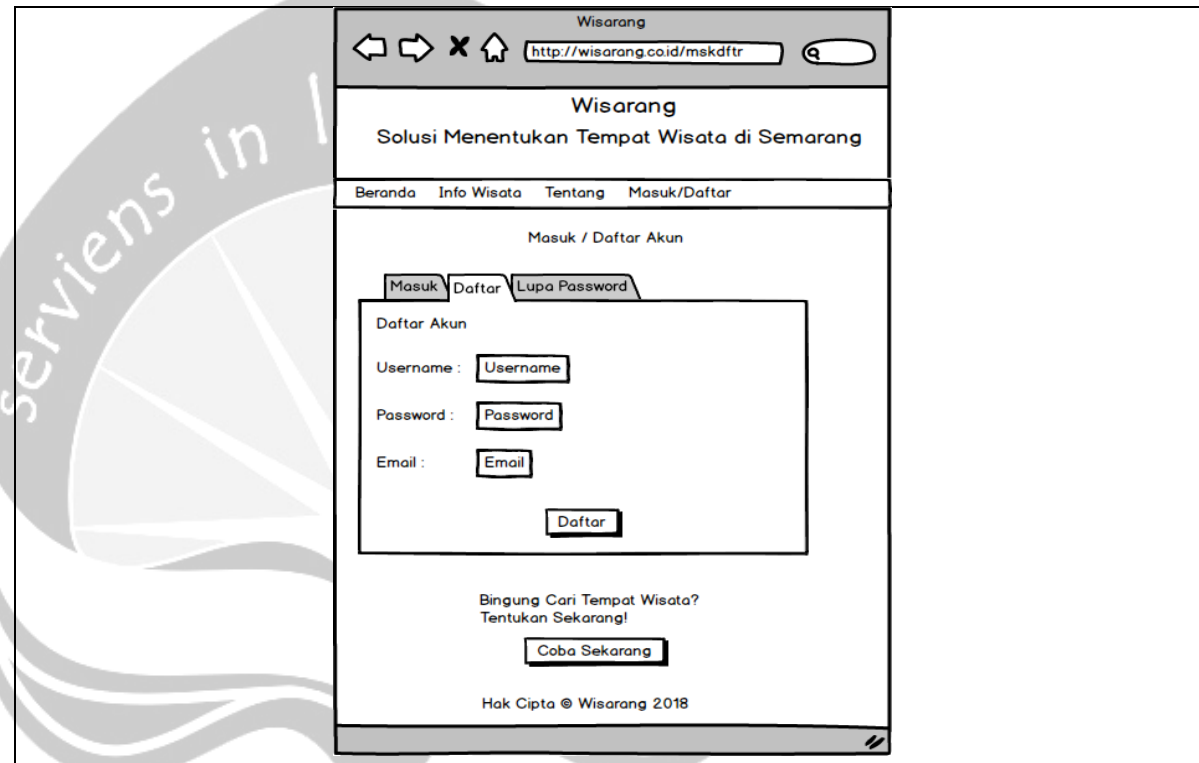 Wisarang
http://wisarang.co.id/mskdftr
Wisarang
Solusi Menentukan Tempat Wisata di Semarang
Beranda Info Wisata Tentang Masuk/Daftar
Masuk / Daftar Akun
Masuk Daftar Lupa Password
Daftar Akun
Username : Username
Password : Password
Email : Email
Daftar
Bingung Cari Tempat Wisata?
Tentukan Sekarang!
Coba Sekarang
Hak Cipta © Wisarang 2018
serviens in